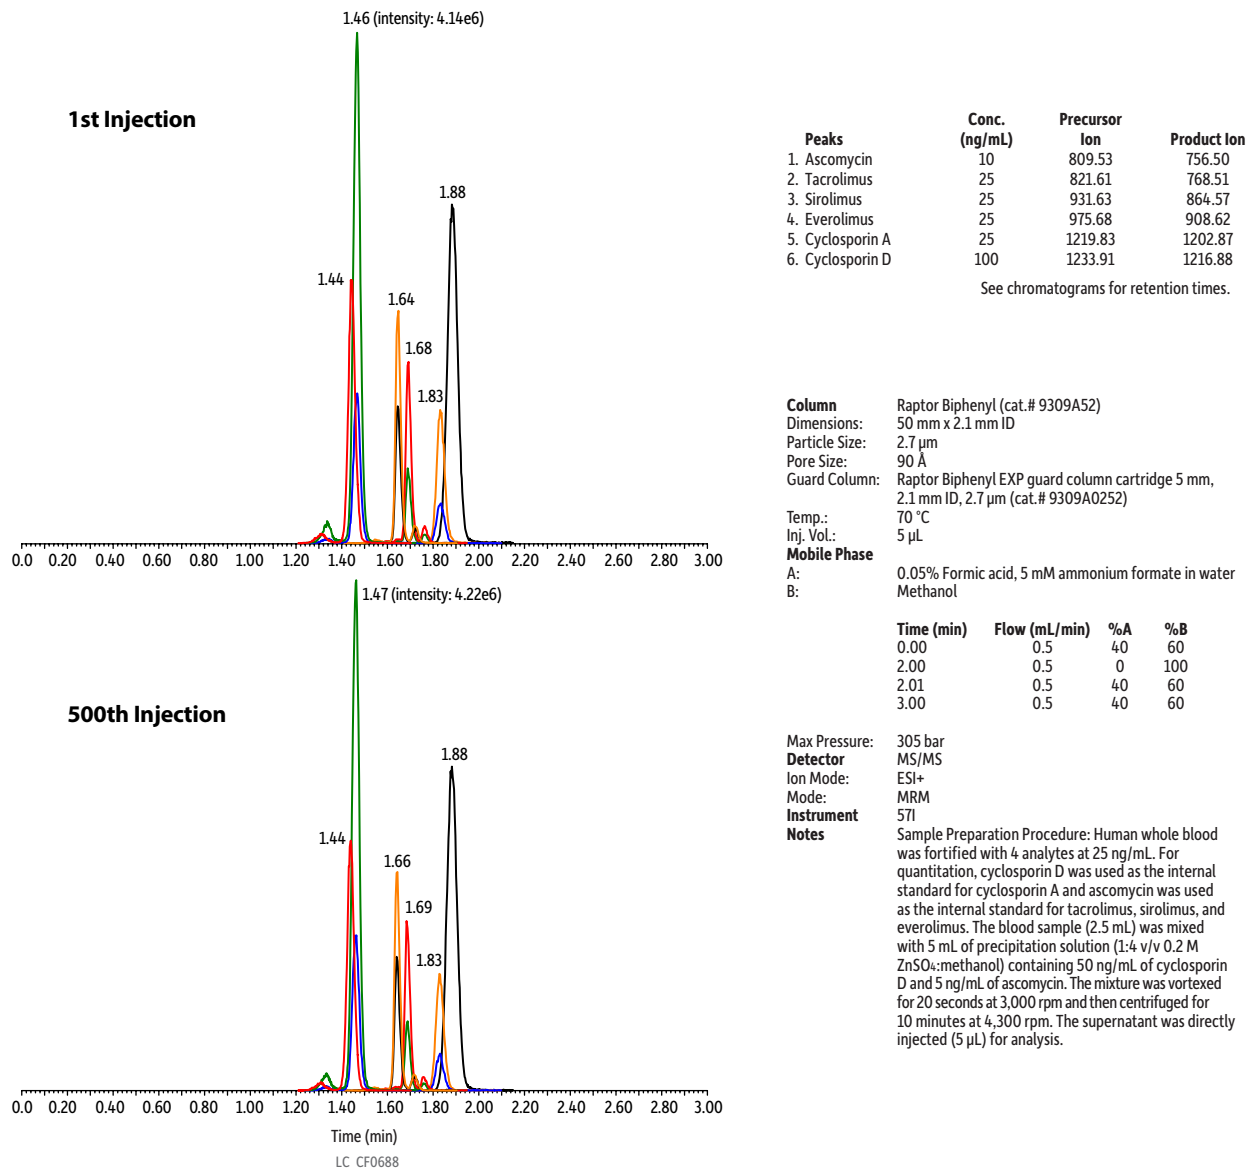 1.46 (intensity: 4.14e6)
1st Injection
1.88
1.44
1.64
1.68
1.83
0.0 0.20 0.40 0.60 0.80 1.00 1.20 1.40 1.60 1.80 2.00 2.20 2.40 2.60 2.80 3.00
1.47 (intensity: 4.22e6)
500th Injection
1.88
1.44
1.66
1.69
1.83
0.0 0.20 0.40 0.60 0.80 1.00 1.20 1.40 1.60 1.80 2.00 2.20 2.40 2.60 2.80 3.00
Time (min)
LC_CF0688
Conc. Precursor
Peaks (ng/mL) Ion Product Ion
1. Ascomycin 10 809.53 756.50
2. Tacrolimus 25 821.61 768.51
3. Sirolimus 25 931.63 864.57
4. Everolimus 25 975.68 908.62
5. Cyclosporin A 25 1219.83 1202.87
6. Cyclosporin D 100 1233.91 1216.88
See chromatograms for retention times.
Column Raptor Biphenyl (cat.# 9309A52)
Dimensions: 50 mm x 2.1 mm ID
Particle Size: 2.7 µm
Pore Size: 90 Å
Guard Column: Raptor Biphenyl EXP guard column cartridge 5 mm,
2.1 mm ID, 2.7 µm (cat.# 9309A0252)
Temp.: 70 °C
Inj. Vol.: 5 µL
Mobile Phase
A: 0.05% Formic acid, 5 mM ammonium formate in water
B: Methanol
Time (min) Flow (mL/min) %A %B
0.00 0.5 40 60
2.00 0.5 0 100
2.01 0.5 40 60
3.00 0.5 40 60
Max Pressure: 305 bar
Detector MS/MS
Ion Mode: ESI+
Mode: MRM
Instrument 57I
Notes Sample Preparation Procedure: Human whole blood
was fortified with 4 analytes at 25 ng/mL. For
quantitation, cyclosporin D was used as the internal
standard for cyclosporin A and ascomycin was used
as the internal standard for tacrolimus, sirolimus, and
everolimus. The blood sample (2.5 mL) was mixed
with 5 mL of precipitation solution (1:4 v/v 0.2 M
ZnSO₄:methanol) containing 50 ng/mL of cyclosporin
D and 5 ng/mL of ascomycin. The mixture was vortexed
for 20 seconds at 3,000 rpm and then centrifuged for
10 minutes at 4,300 rpm. The supernatant was directly
injected (5 µL) for analysis.